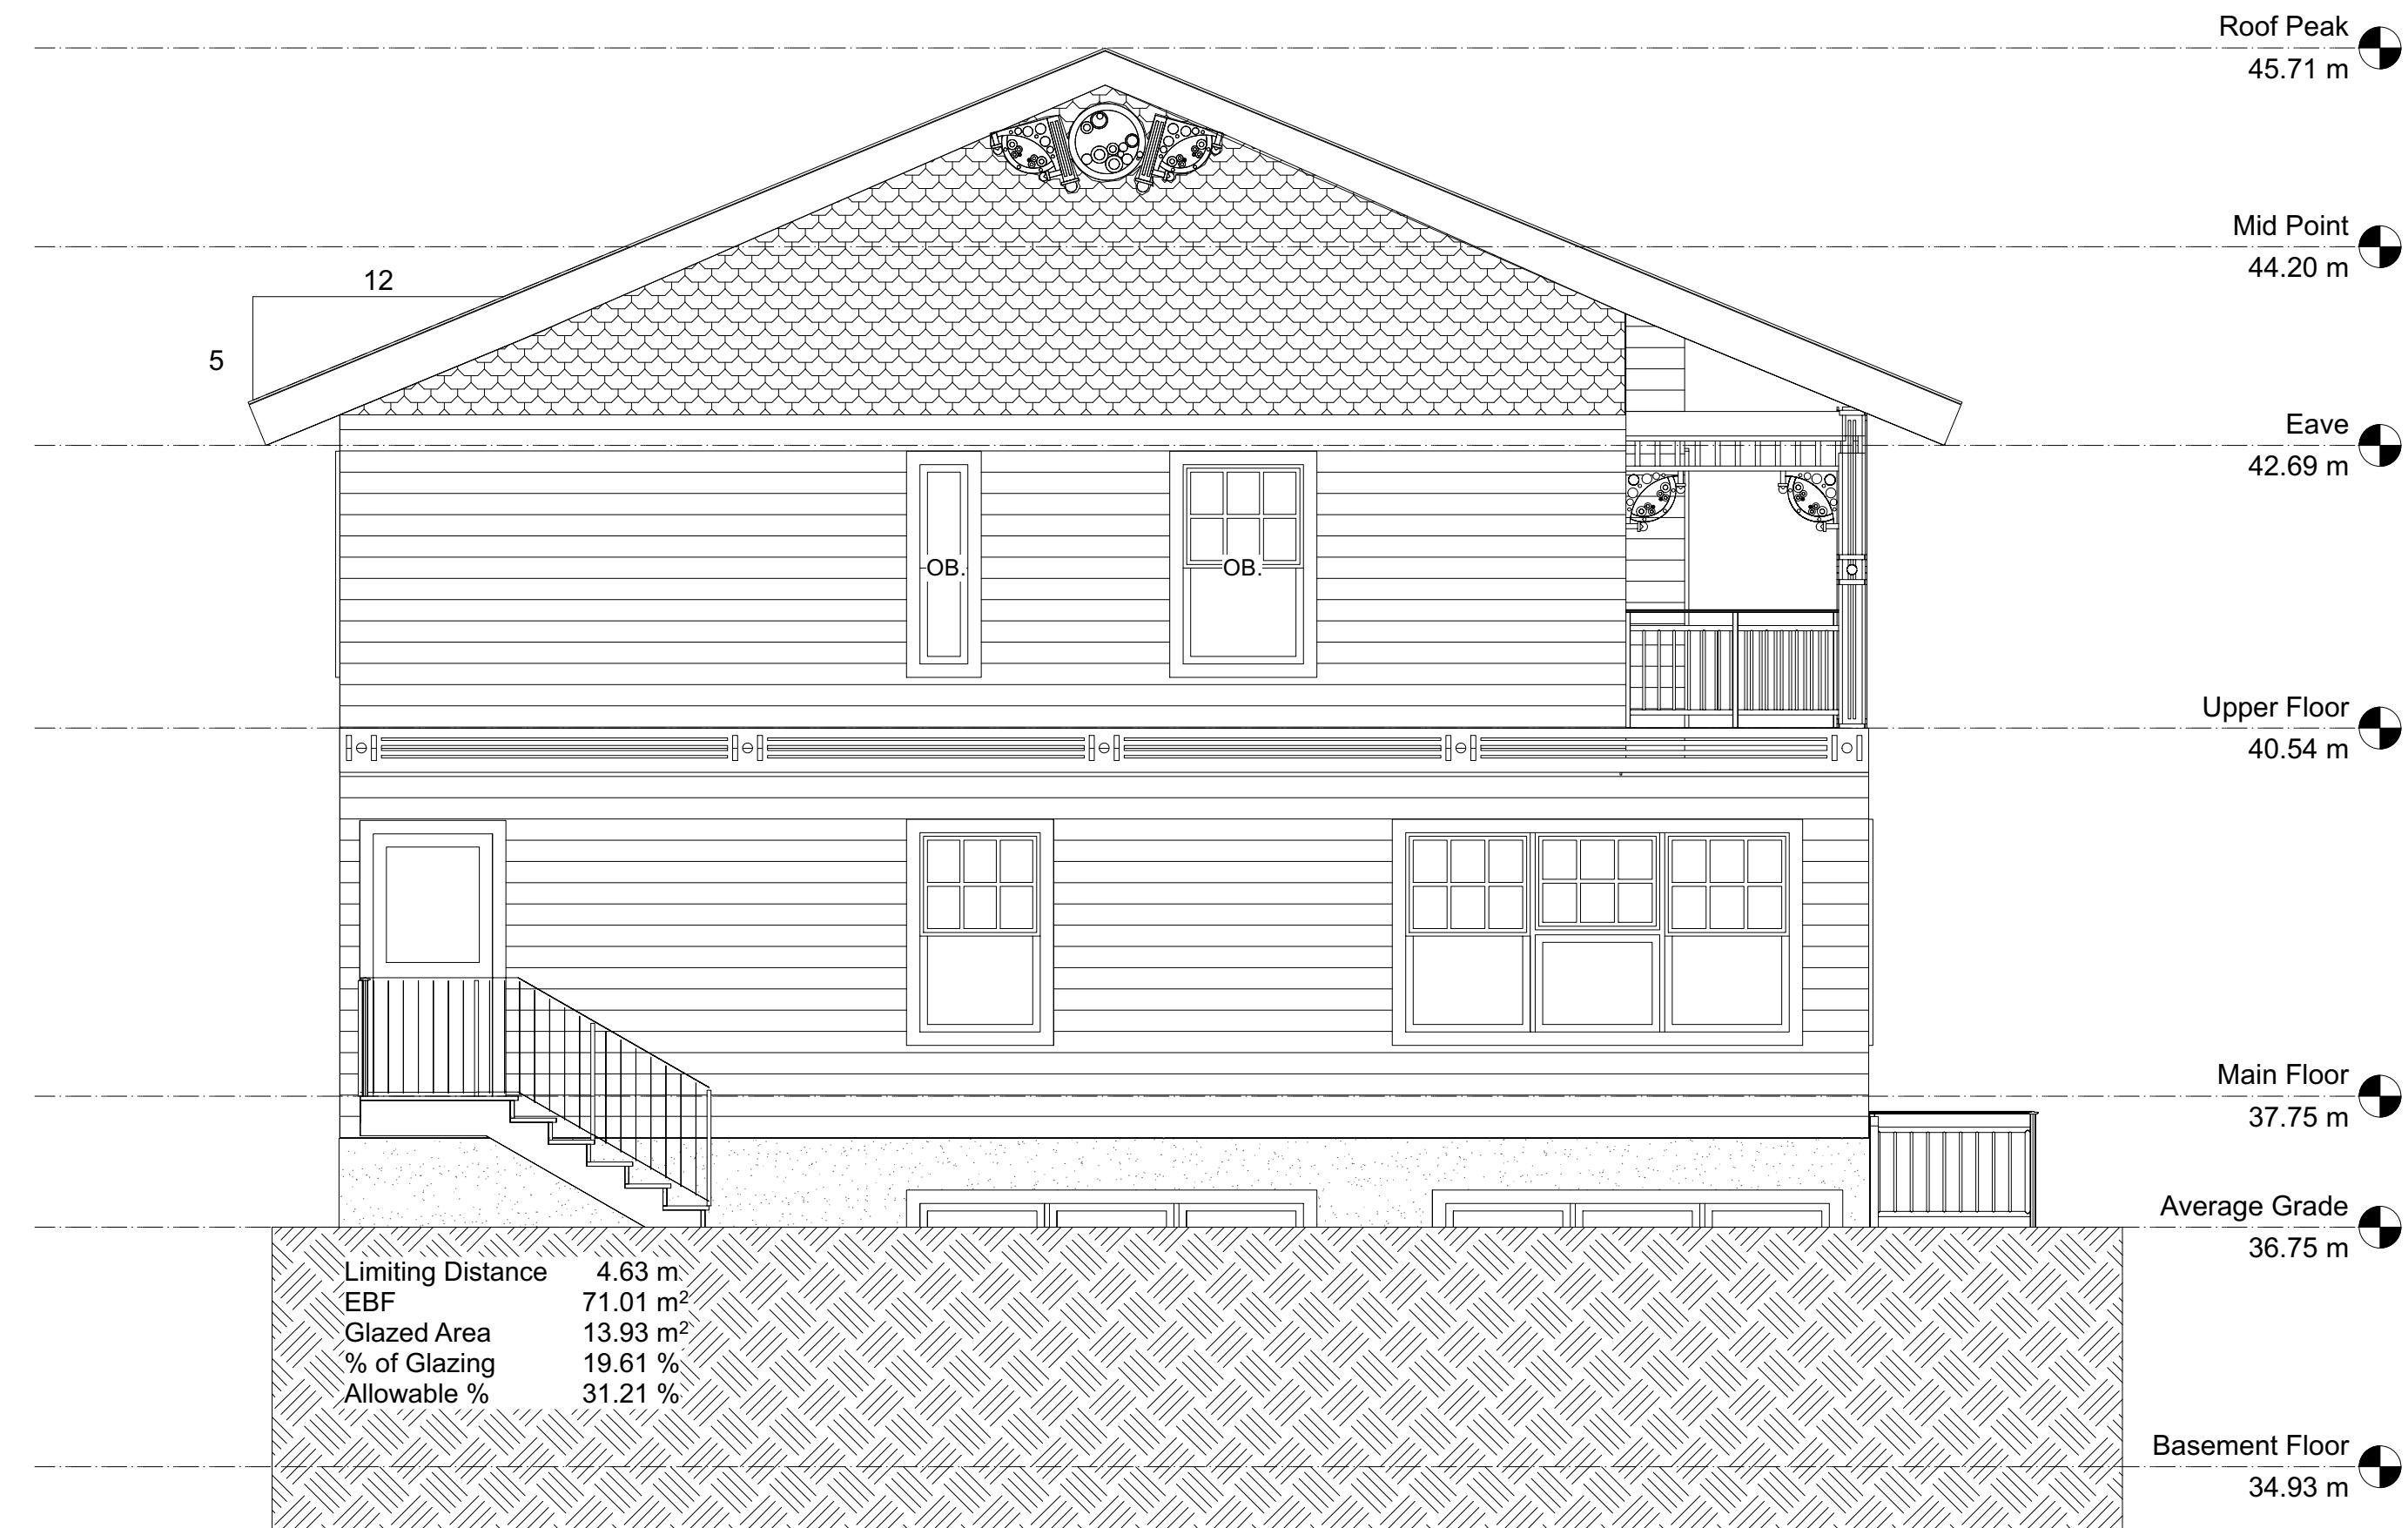 Roof Peak
45.71 m
Mid Point
44.20 m
12
5
Eave
42.69 m
OB.
OB.
Upper Floor
40.54 m
Main Floor
37.75 m
Average Grade
36.75 m
Limiting Distance 4.63 m
EBF 71.01 m²
Glazed Area 13.93 m²
% of Glazing 19.61 %
Allowable % 31.21 %
Basement Floor
34.93 m